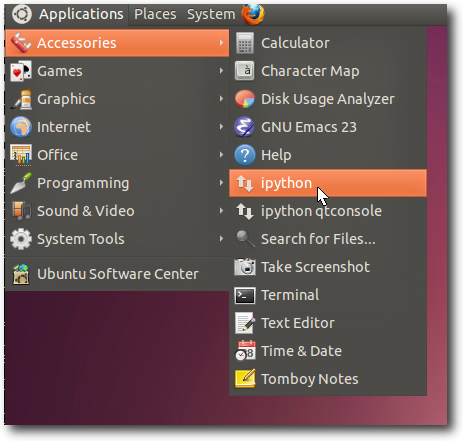 Applications Places System
Accessories
Games
Graphics
Internet
Office
Programming
Sound & Video
System Tools
Ubuntu Software Center
Calculator
Character Map
Disk Usage Analyzer
GNU Emacs 23
Help
ipython
ipython qtconsole
Search for Files...
Take Screenshot
Terminal
Text Editor
Time & Date
Tomboy Notes